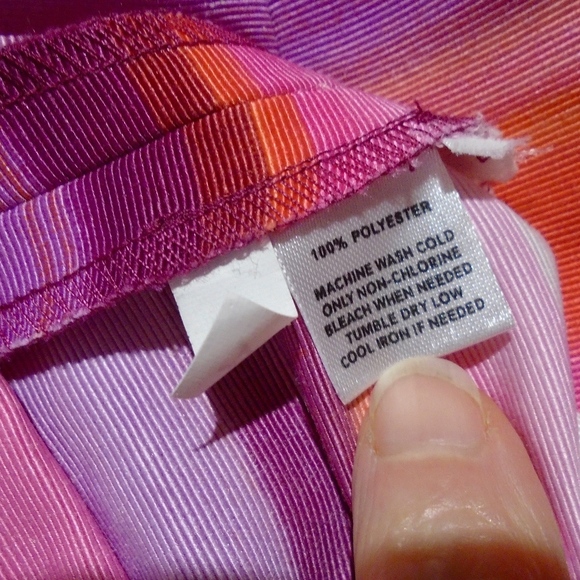 100% POLYESTER
MACHINE WASH COLD
ONLY NON-CHLORINE
BLEACH WHEN NEEDED
TUMBLE DRY LOW
COOL IRON IF NEEDED